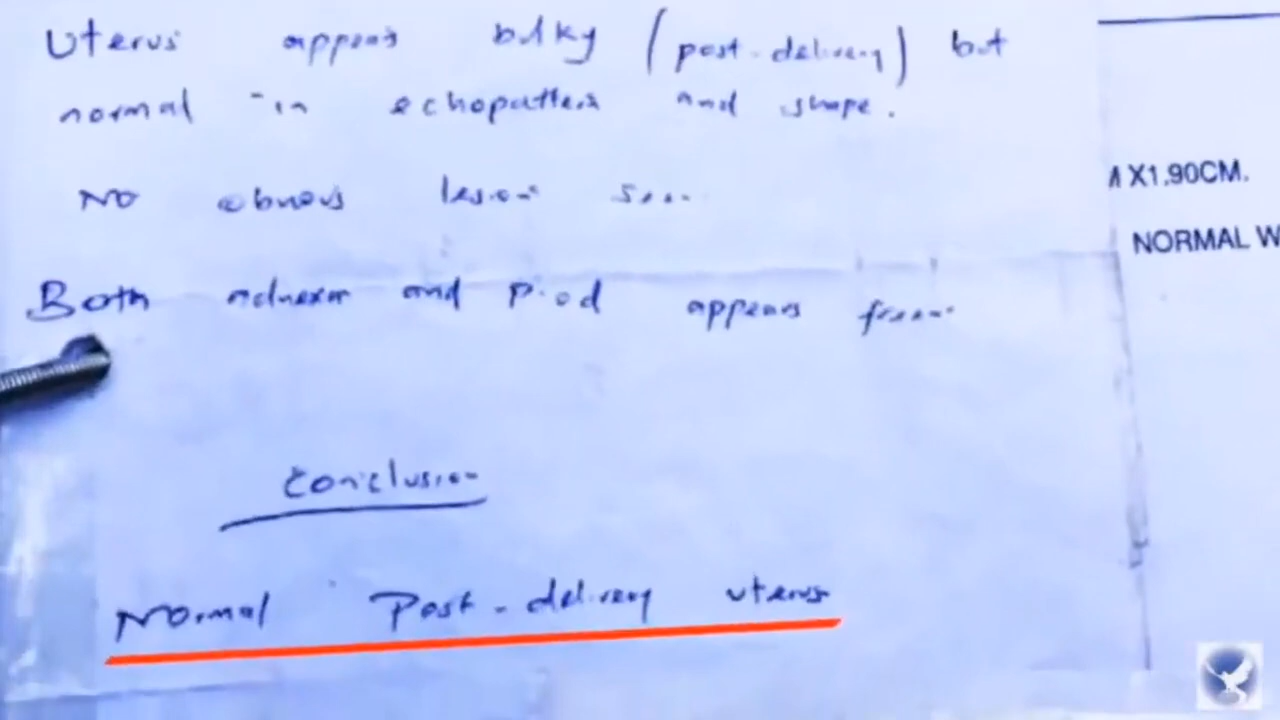 Uterus appears bulky (post-delivery) but
normal in echopattern and shape.
No obvious lesion seen
Both adnexa and P.o.d appears free
Conclusion
Normal Post-delivery uterus
X1.90CM.
NORMAL W